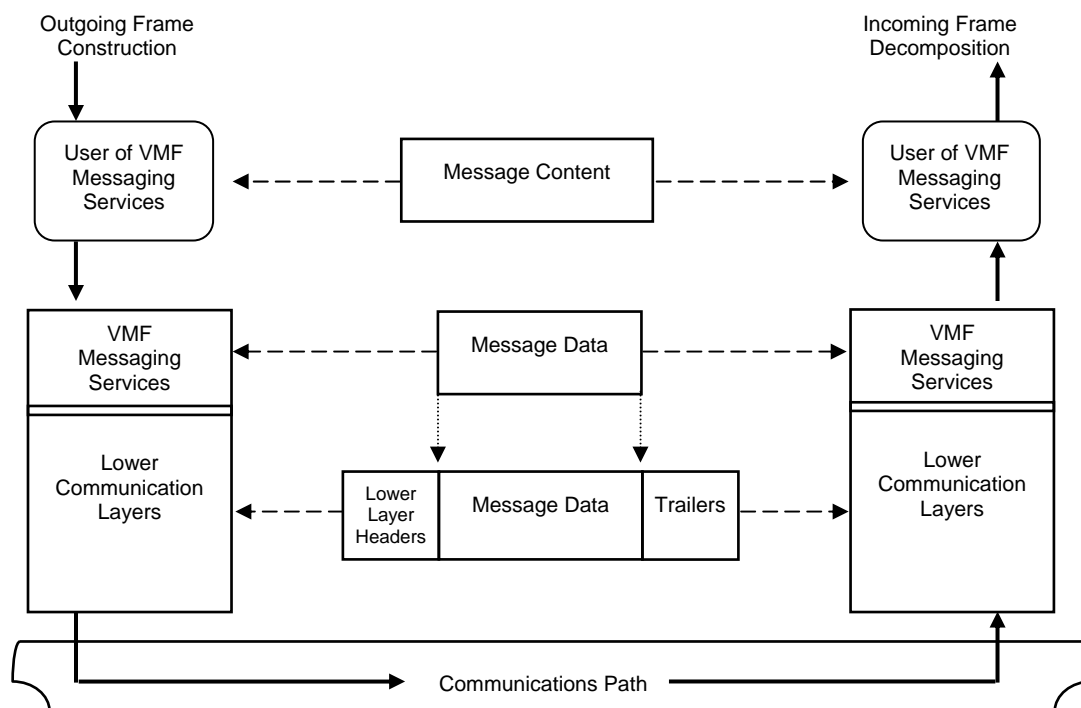 Outgoing Frame
Construction
Incoming Frame
Decomposition
User of VMF
Messaging
Services
Message Content
User of VMF
Messaging
Services
VMF
Messaging
Services
Message Data
VMF
Messaging
Services
Lower
Communication
Layers
Lower
Layer
Headers
Message Data
Trailers
Lower
Communication
Layers
Communications Path